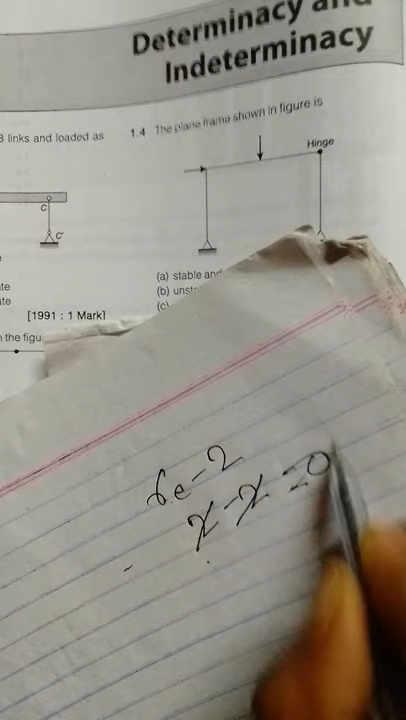 Determinacy and
Indeterminacy
3 links and loaded as
1.4 The plane frame shown in figure is
Hinge
C
C'
(a) stable and
(b) unst
(c)
te
te
[1991 : 1 Mark]
the figu
2-2=0